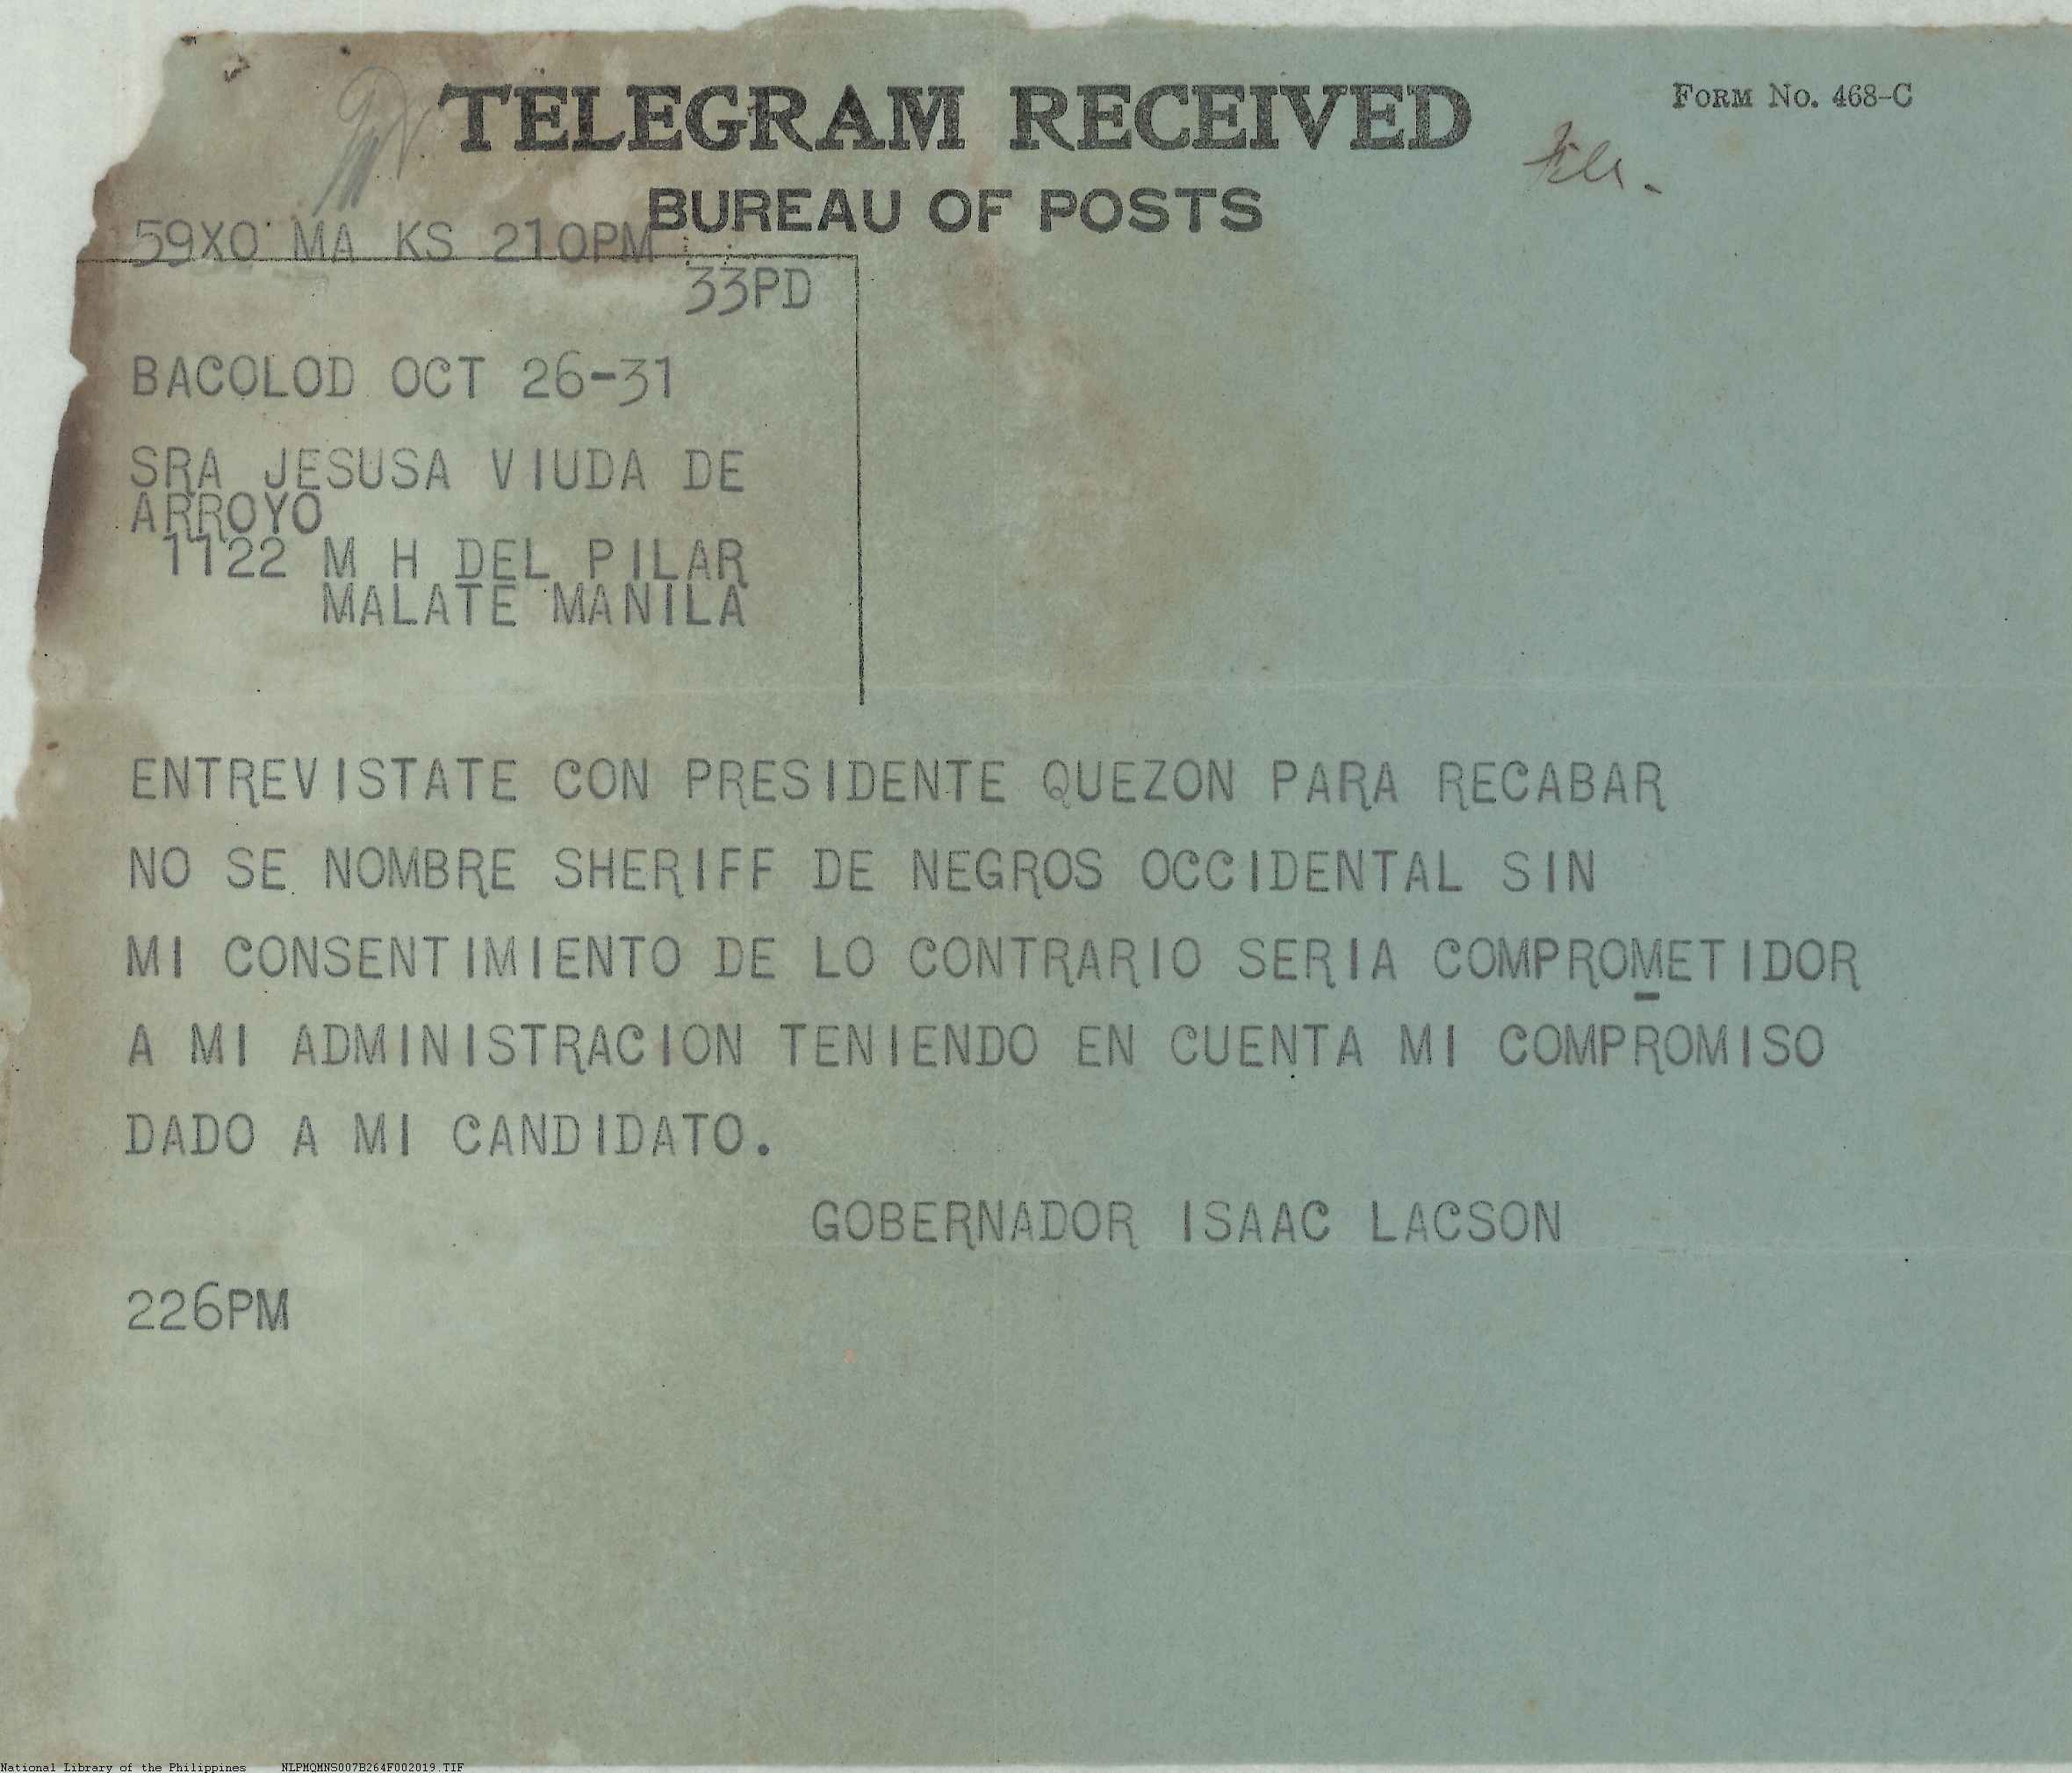 TELEGRAM RECEIVED
FORM NO. 468-C
BUREAU OF POSTS
59XO MA KS 210PM
33PD
BACOLOD OCT 26-31
SRA JESUSA VIUDA DE
ARROYO
1122 M H DEL PILAR
MALATE MANILA
ENTREVISTATE CON PRESIDENTE QUEZON PARA RECABAR
NO SE NOMBRE SHERIFF DE NEGROS OCCIDENTAL SIN
MI CONSENTIMIENTO DE LO CONTRARIO SERIA COMPROMETIDOR
A MI ADMINISTRACION TENIENDO EN CUENTA MI COMPROMISO
DADO A MI CANDIDATO.
GOBERNADOR ISAAC LACSON
226PM
National Library of the Philippines NLPMQMNS007B264F002019.TIF